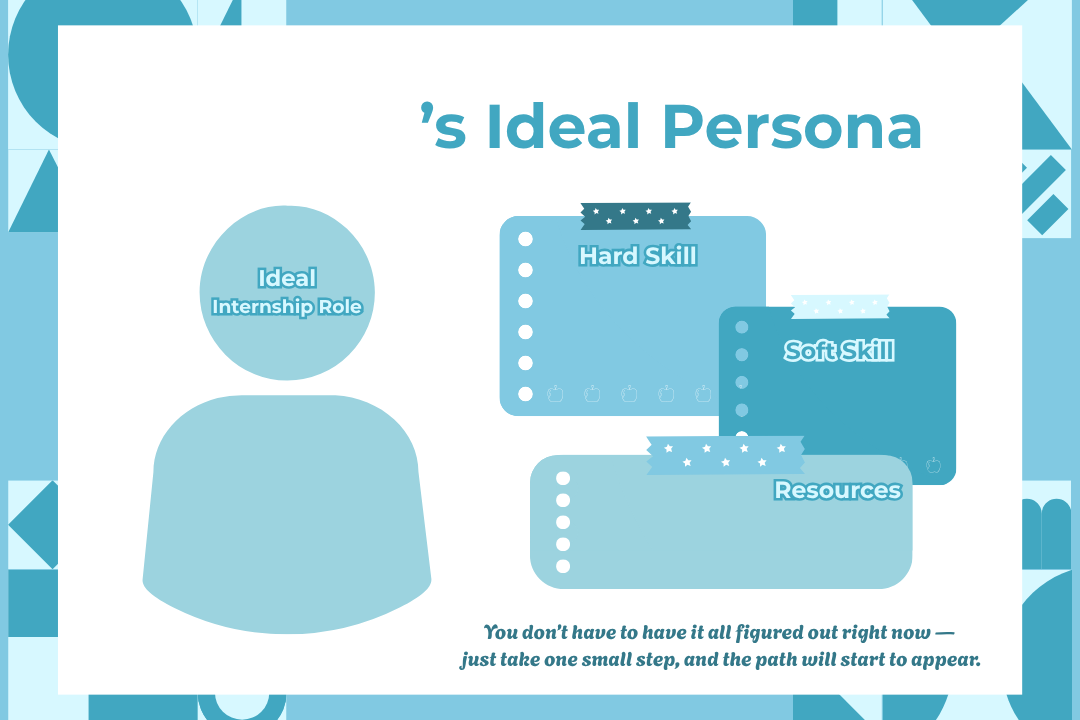 's Ideal Persona
Ideal
Internship Role
Hard Skill
Soft Skill
Resources
You don't have to have it all figured out right now —
just take one small step, and the path will start to appear.